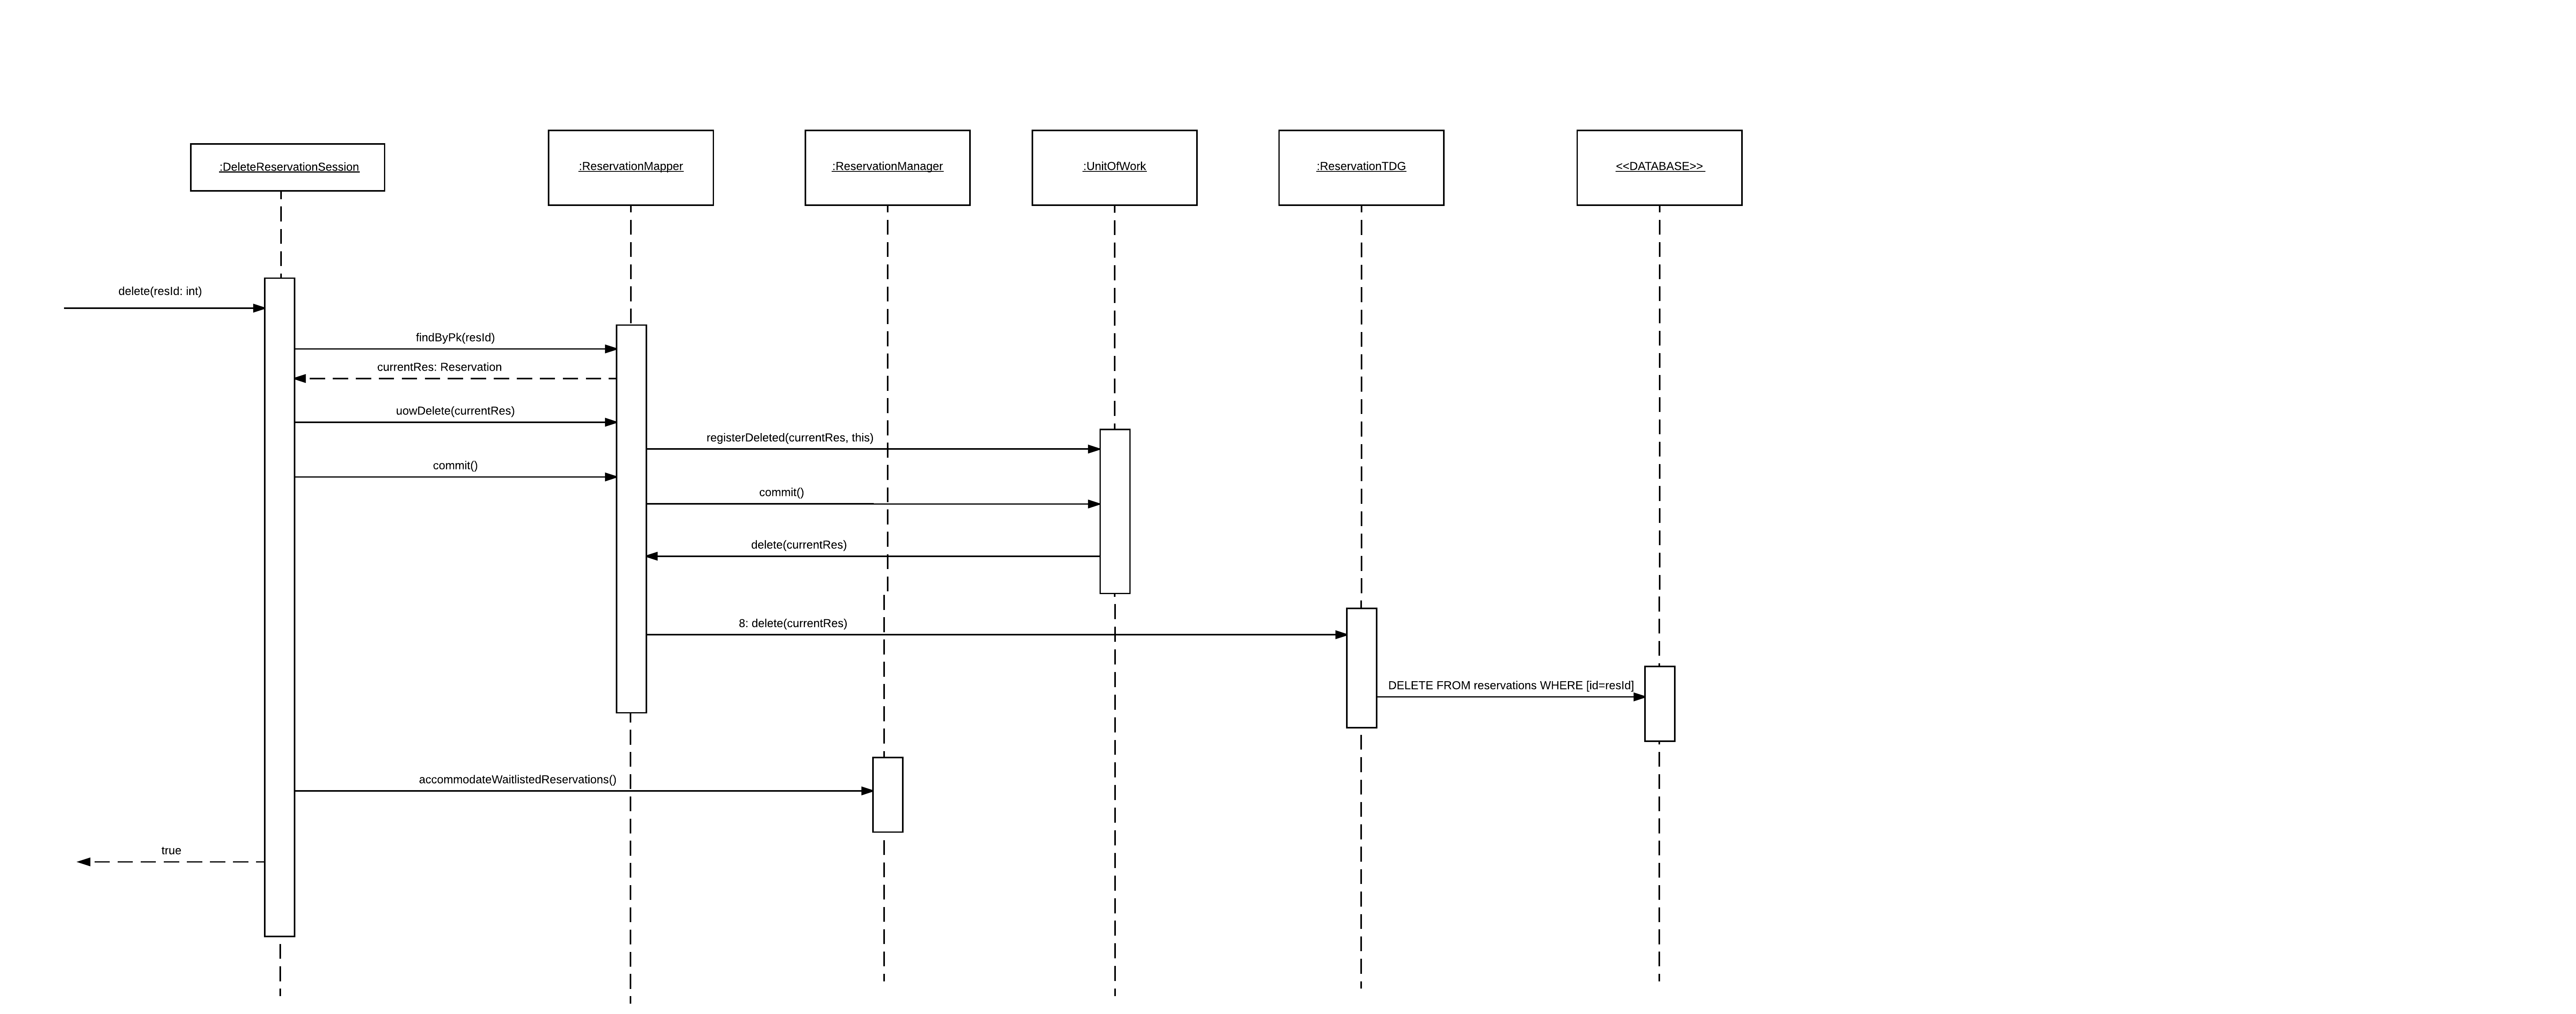 :DeleteReservationSession
:ReservationMapper
:ReservationManager
:UnitOfWork
:ReservationTDG
<<DATABASE>>
delete(resId: int)
findByPk(resId)
currentRes: Reservation
uowDelete(currentRes)
registerDeleted(currentRes, this)
commit()
commit()
delete(currentRes)
8: delete(currentRes)
DELETE FROM reservations WHERE [id=resId]
accommodateWaitlistedReservations()
true